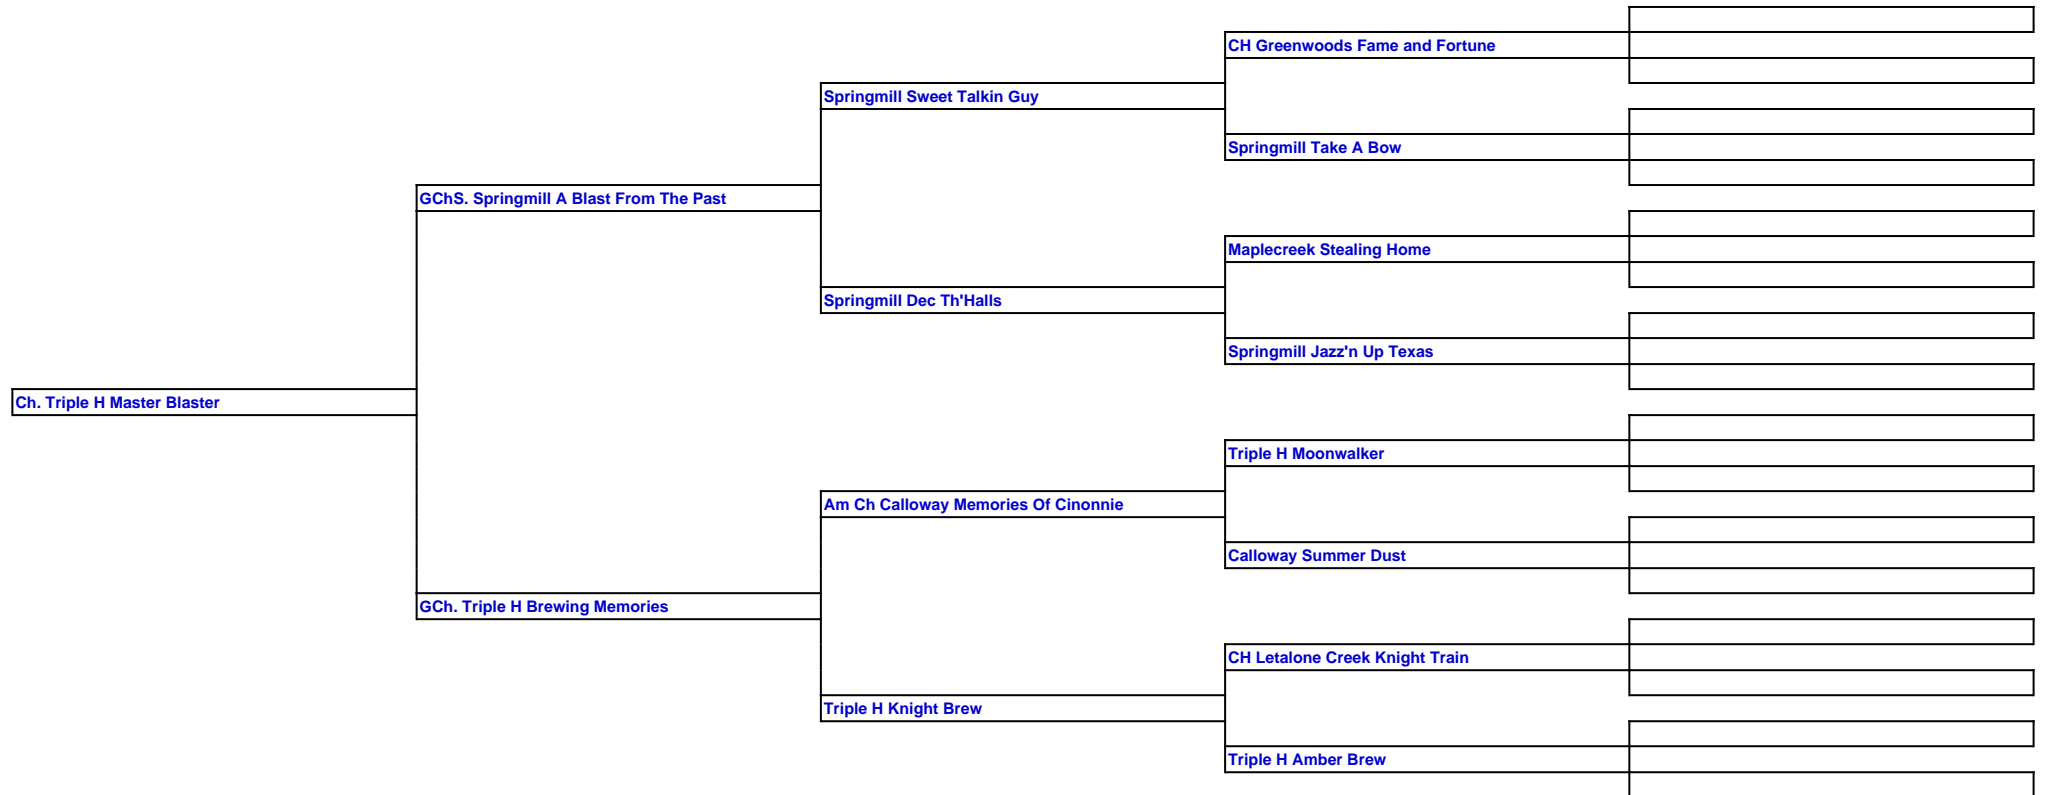 CH Greenwoods Fame and Fortune
Springmill Sweet Talkin Guy
Springmill Take A Bow
GChS. Springmill A Blast From The Past
Maplecreek Stealing Home
Springmill Dec Th'Halls
Springmill Jazz'n Up Texas
Ch. Triple H Master Blaster
Triple H Moonwalker
Am Ch Calloway Memories Of Cinonnie
Calloway Summer Dust
GCh. Triple H Brewing Memories
CH Letalone Creek Knight Train
Triple H Knight Brew
Triple H Amber Brew